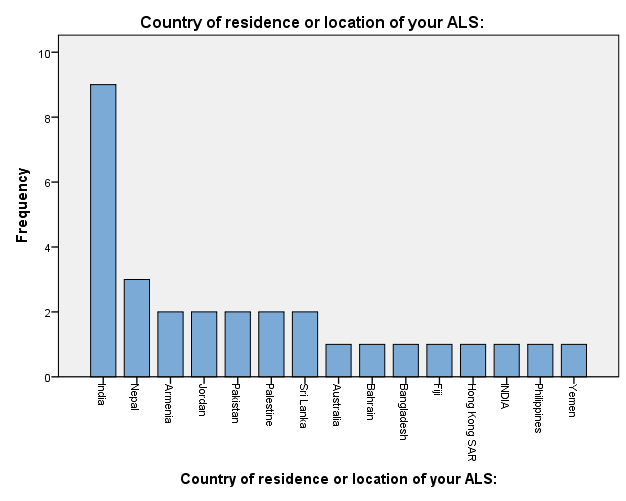 Country of residence or location of your ALS:
Frequency
10
8
6
4
2
0
India
Nepal
Armenia
Jordan
Pakistan
Palestine
Sri Lanka
Australia
Bahrain
Bangladesh
Fiji
Hong Kong SAR
INDIA
Philippines
Yemen
Country of residence or location of your ALS: